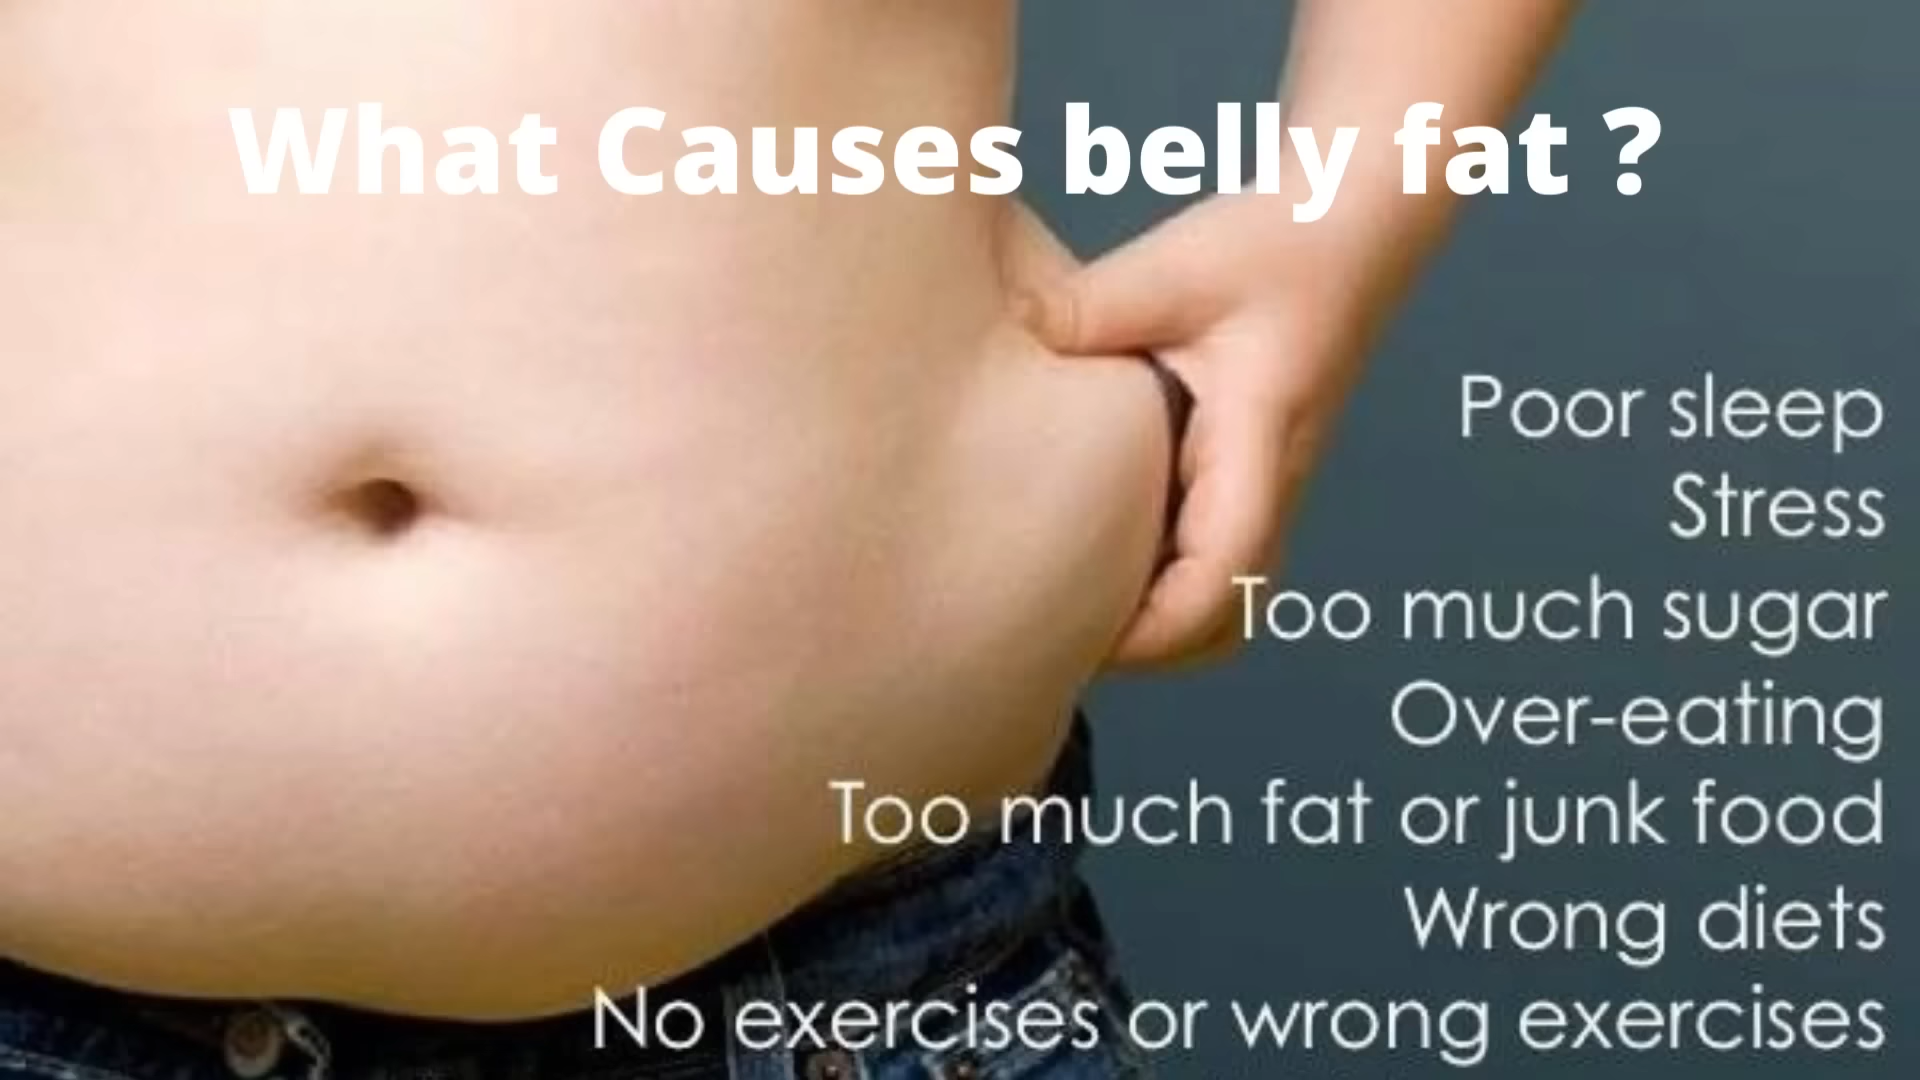 What Causes belly fat ?
Poor sleep
Stress
Too much sugar
Over-eating
Too much fat or junk food
Wrong diets
No exercises or wrong exercises